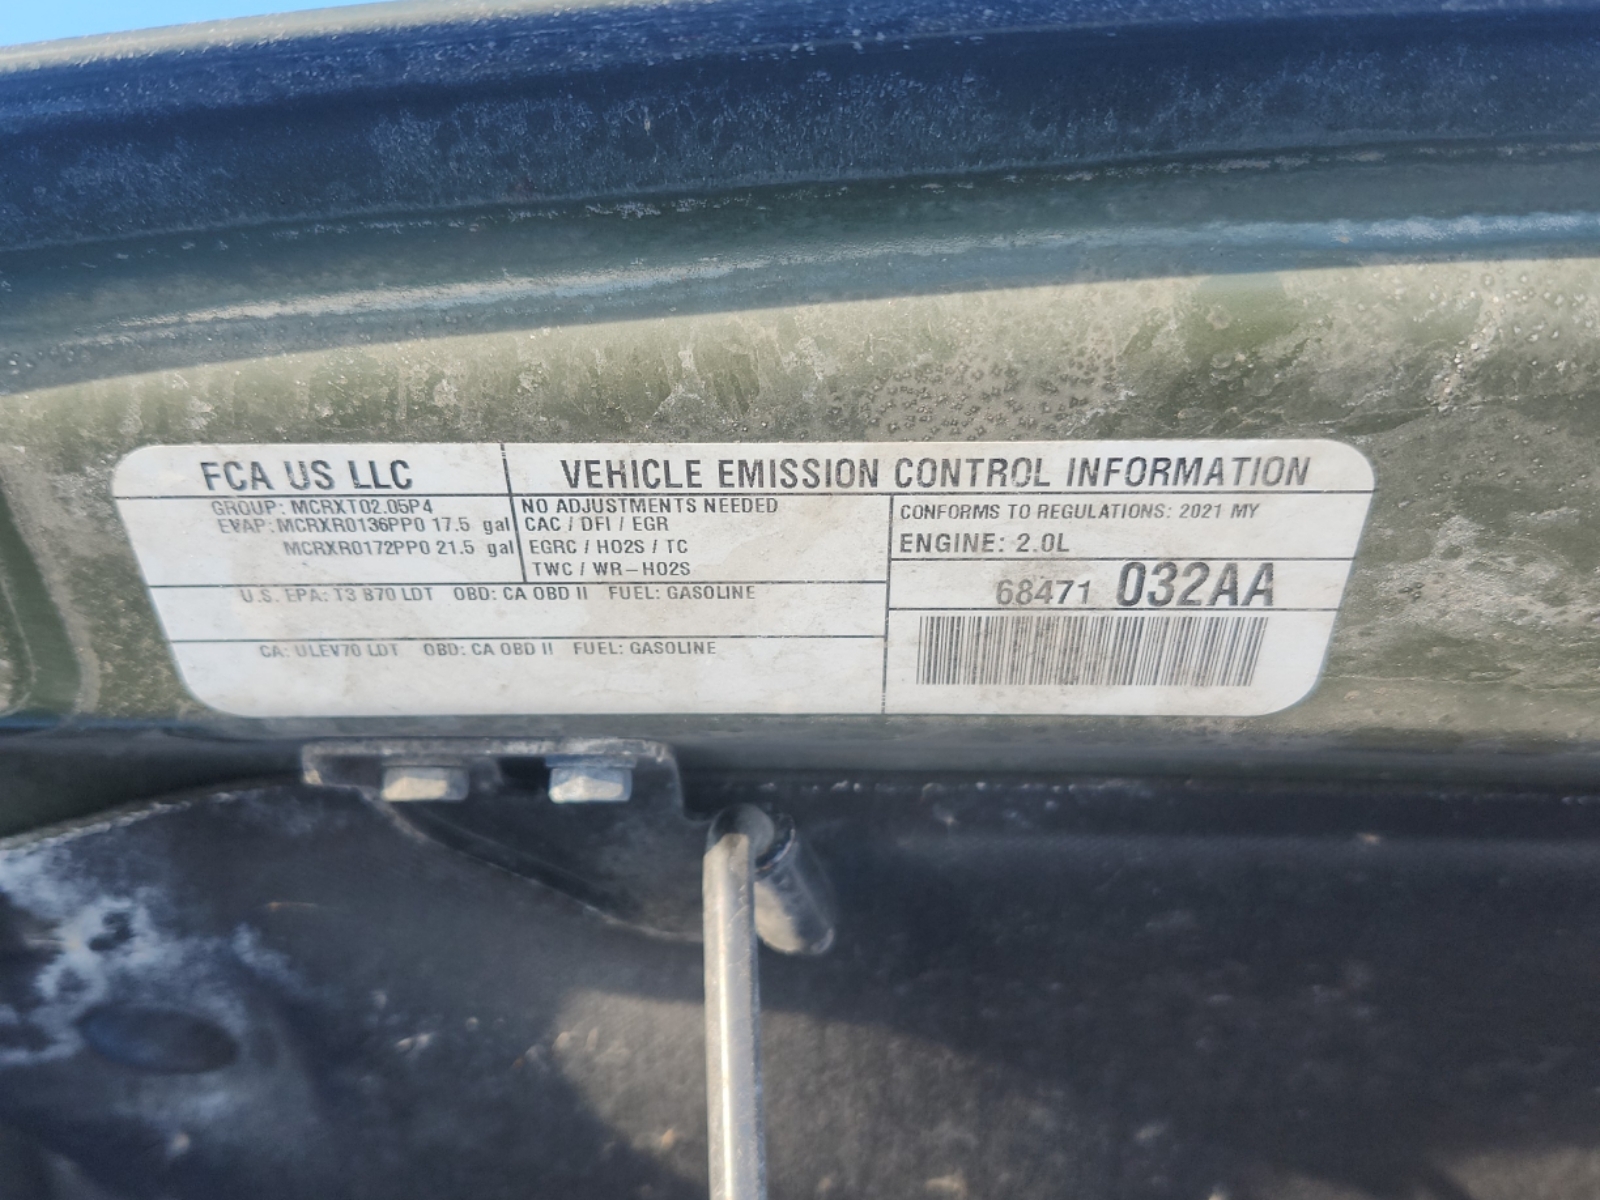 FCA US LLC
VEHICLE EMISSION CONTROL INFORMATION
GROUP: MCRXT02.05P4
EVAP: MCRXR0136PP0 17.5 gal
MCRXR0172PP0 21.5 gal
NO ADJUSTMENTS NEEDED
CAC / DFI / EGR
EGRC / HO2S / TC
TWC / WR-HO2S
CONFORMS TO REGULATIONS: 2021 MY
ENGINE: 2.0L
68471 032AA
U.S. EPA: T3 B70 LDT OBD: CA OBD II FUEL: GASOLINE
CA: ULEV70 LDT OBD: CA OBD II FUEL: GASOLINE